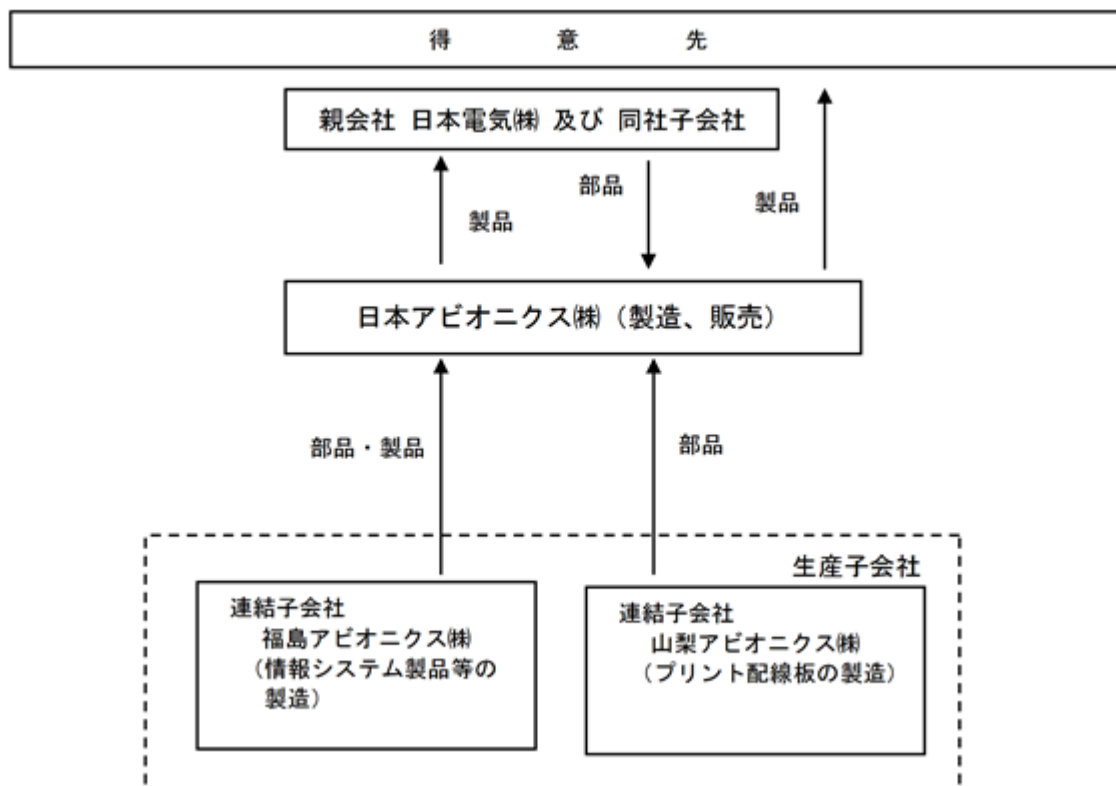 得 意 先
親会社 日本電気㈱ 及び 同社子会社
部品
製品
製品
日本アビオニクス㈱(製造、販売)
部品・製品
部品
生産子会社
連結子会社
福島アビオニクス㈱
(情報システム製品等の
製造)
連結子会社
山梨アビオニクス㈱
(プリント配線板の製造)